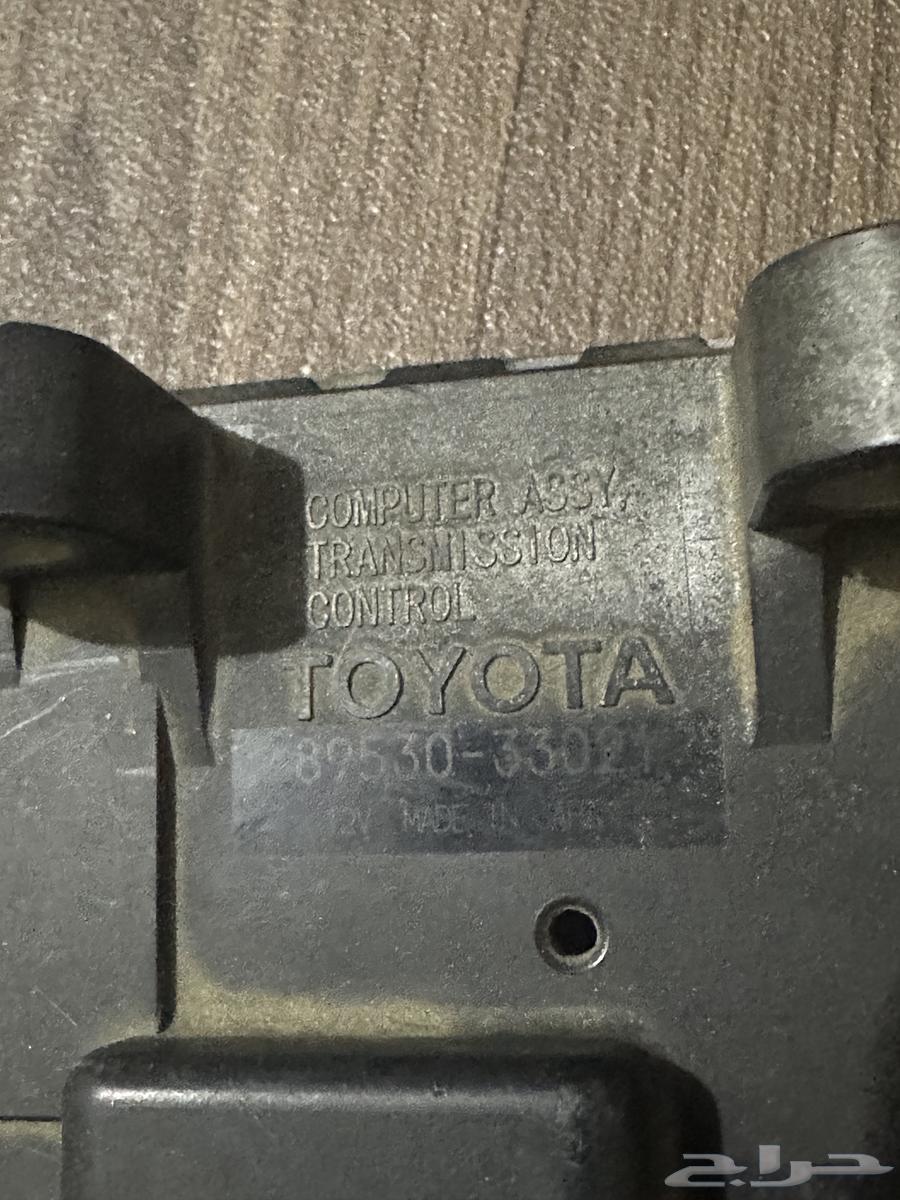 COMPUTER ASSY,
TRANSMISSION
CONTROL
TOYOTA
89530-33021
12V MADE IN JAPAN
حراج